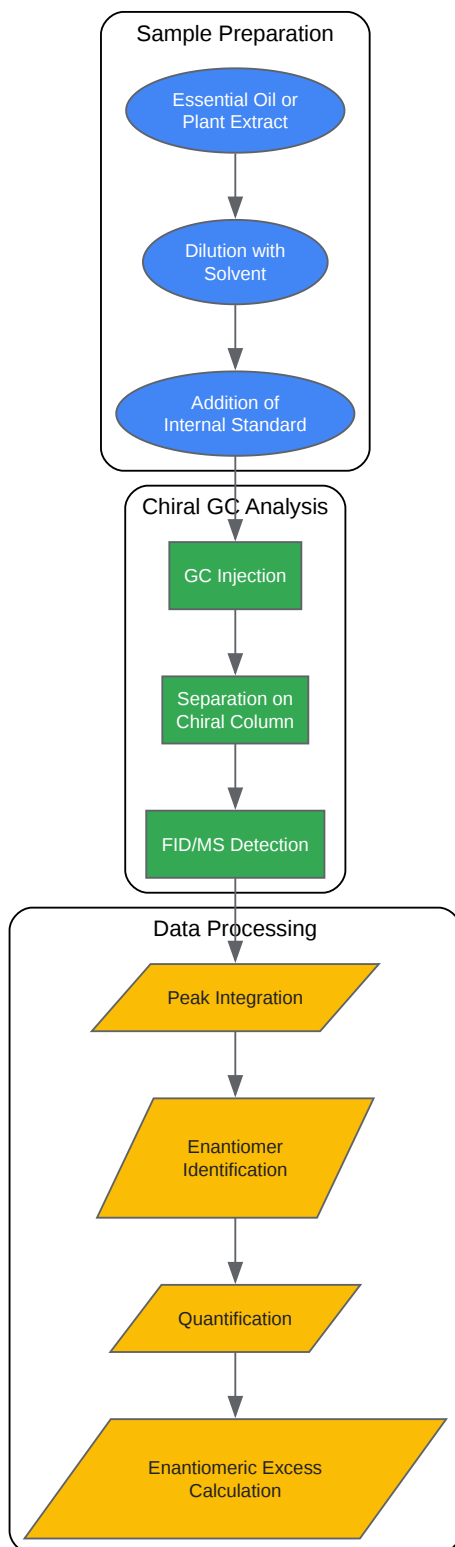 Sample Preparation
Essential Oil or
Plant Extract
Dilution with
Solvent
Addition of
Internal Standard
Chiral GC Analysis
GC Injection
Separation on
Chiral Column
FID/MS Detection
Data Processing
Peak Integration
Enantiomer
Identification
Quantification
Enantiomeric Excess
Calculation